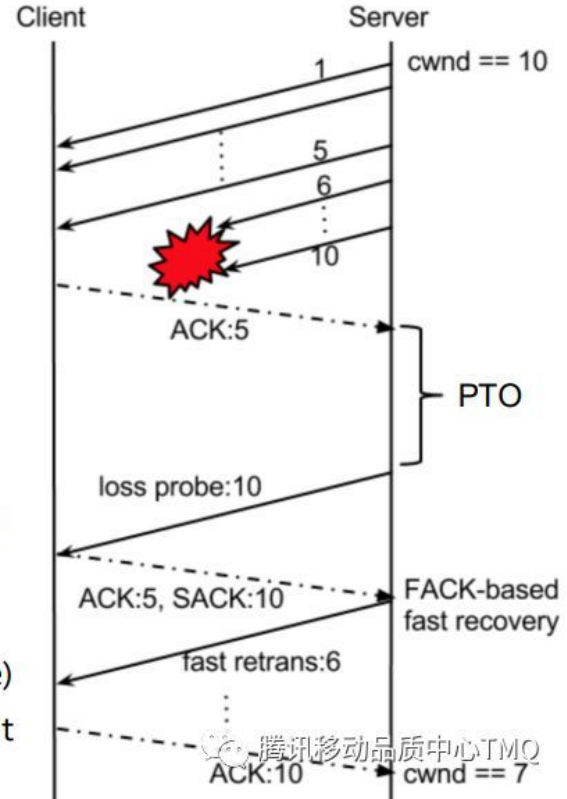 Client
Server
1
cwnd == 10
5
6
10
ACK:5
PTO
loss probe:10
ACK:5, SACK:10
FACK-based
fast recovery
fast retrans:6
)
t
腾讯移动品质中心TMQ
ACK:10
cwnd == 7